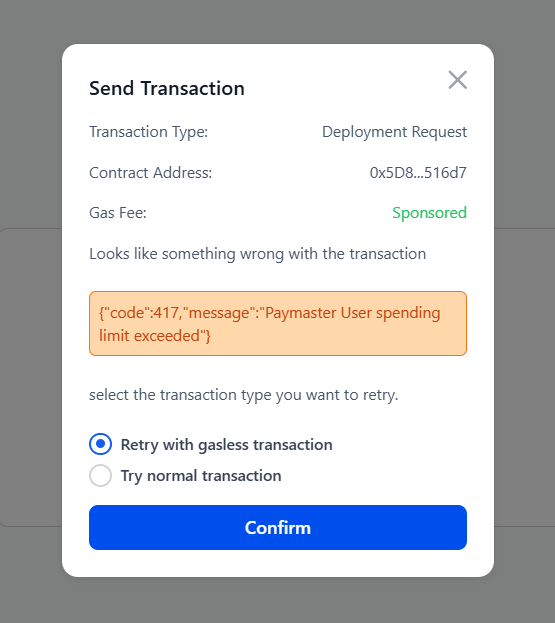 Send Transaction
Transaction Type: Deployment Request
Contract Address: 0x5D8...516d7
Gas Fee: Sponsored
Looks like something wrong with the transaction
{"code":417,"message":"Paymaster User spending
limit exceeded"}
select the transaction type you want to retry.
Retry with gasless transaction
Try normal transaction
Confirm